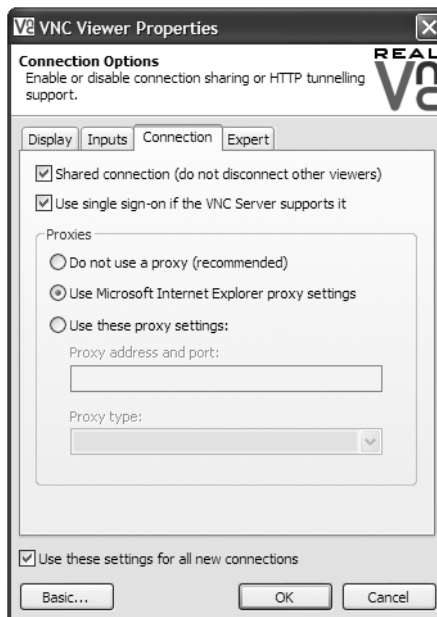 VNC Viewer Properties
Connection Options
Enable or disable connection sharing or HTTP tunnelling
support.
REAL
VNC
Display Inputs Connection Expert
Shared connection (do not disconnect other viewers)
Use single sign-on if the VNC Server supports it
Proxies
Do not use a proxy (recommended)
Use Microsoft Internet Explorer proxy settings
Use these proxy settings:
Proxy address and port:
Proxy type:
Use these settings for all new connections
Basic... OK Cancel